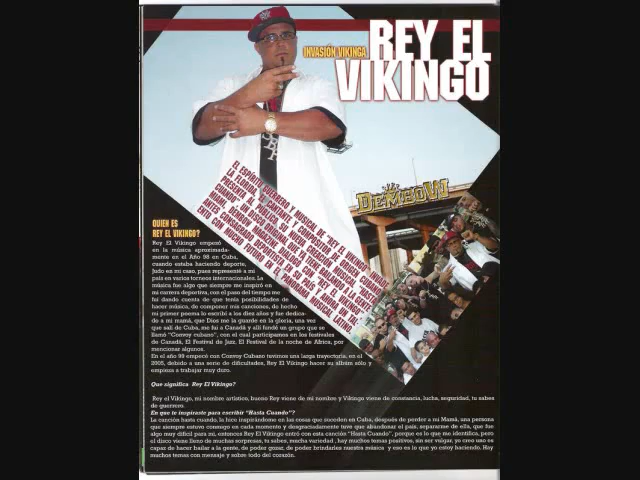 INVASIÓN VIKINGA,
REY EL
VIKINGO
DEMBOW
QUIEN ES
REY EL VIKINGO?
Rey El Vikingo empecé
en la música aproximada-
mente en el Año 98 en Cuba,
cuando estaba haciendo deporte,
Judo en mi caso, pues representé a mi
país en varios torneos internacionales. La
música fue algo que siempre me inspiró en
mi carrera deportiva, con el paso del tiempo me
fui dando cuenta de que tenía posibilidades de
hacer música, de componer mis canciones, de hecho
mi primer poema lo escribí a los diez años y fue dedica-
do a mi mamá, que Dios me la guarde en la gloria, una vez
que salí de Cuba, me fui a Canadá y allí fundé un grupo que se
llamó "Convoy cubano", con el cual participamos en los festivales
de Canadá, El Festival de Jazz, El Festival de la noche de Africa, por
mencionar algunos.
En el año 99 empecé con Convoy Cubano tuvimos una larga trayectoria, en el
2005, debido a una serie de dificultades, Rey El Vikingo hacer su álbum sólo y
empieza a trabajar muy duro.
Que significa Rey El Vikingo?
Rey el Vikingo, mi nombre artístico, bueno Rey viene de mi nombre y Vikingo viene de constancia, lucha, seguridad, tu sabes
de guerrero.
En que te inspiraste para escribir "Hasta Cuando"?
La canción hasta cuando, la hice inspirándome en las cosas que suceden en Cuba, después de perder a mi Mamá, una persona
que siempre estuvo conmigo en cada momento y desgraciadamente tuve que abandonar el país, separarme de ella, que fue
algo muy difícil para mí, entonces Rey El Vikingo entró con esta canción "Hasta Cuando", porque es lo que me identifica, pero
el disco viene lleno de muchas sorpresas, tu sabes, mucha variedad, hay muchos temas positivos, sin ser vulgar, yo creo uno es
capaz de hacer bailar a la gente, de poder gozar, de poder brindarles nuestra música y eso es lo que yo estoy haciendo. Hay
muchos temas con mensaje y sobre todo del corazón.